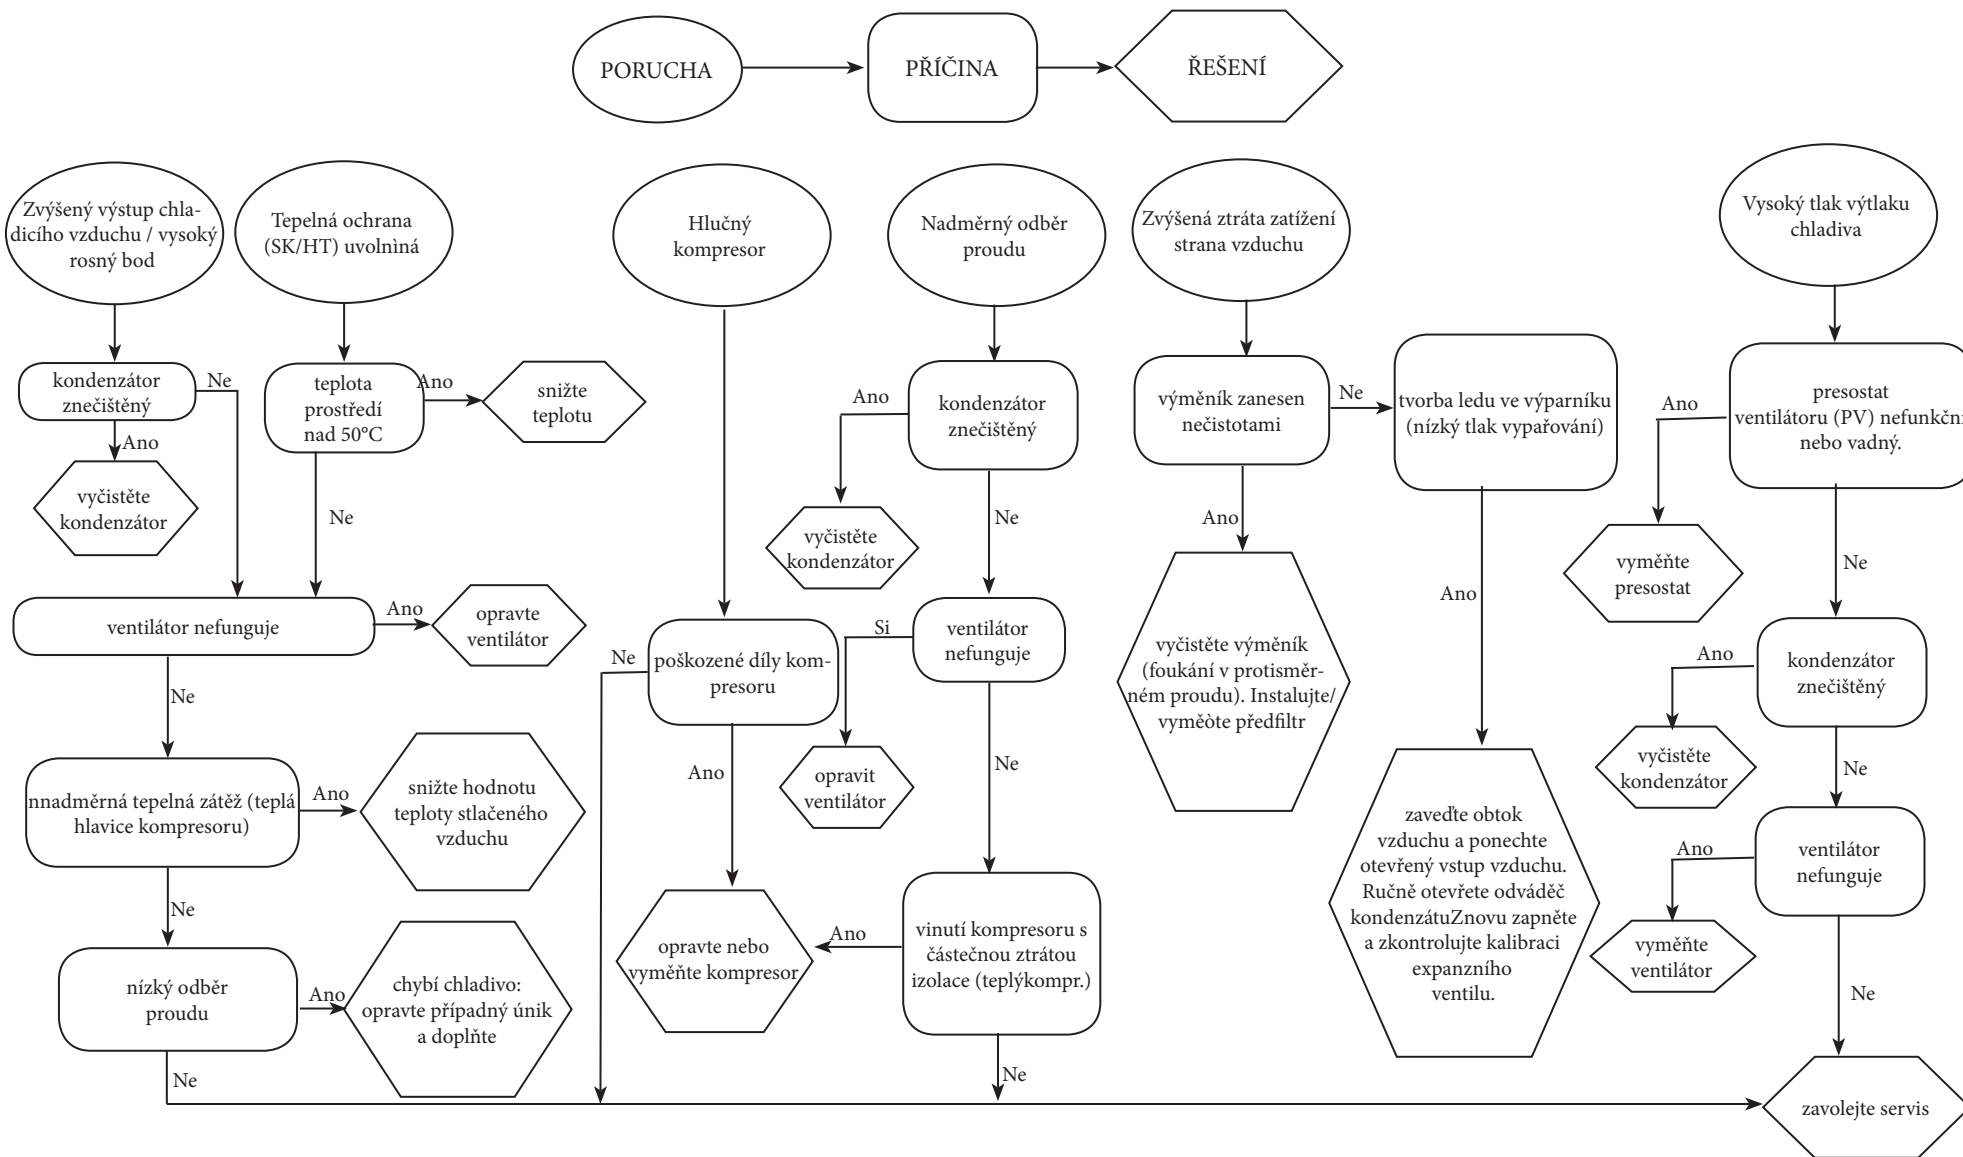 PORUCHA
PŘÍČINA
ŘEŠENÍ
Zvýšený výstup chla-
dicího vzduchu / vysoký
rosný bod
Tepelná ochrana
(SK/HT) uvolnìná
Hlučný
kompresor
Nadměrný odběr
proudu
Zvýšená ztráta zatížení
strana vzduchu
Vysoký tlak výtlaku
chladiva
kondenzátor
znečištěný
Ne
Ano
vyčistěte
kondenzátor
teplota
prostředí
nad 50°C
Ano
snižte
teplotu
Ne
ventilátor nefunguje
Ano
opravte
ventilátor
Ne
nnadměrná tepelná zátěž (teplá
hlavice kompresoru)
Ano
snižte hodnotu
teploty stlačeného
vzduchu
Ne
nízký odběr
proudu
Ano
chybí chladivo:
opravte případný únik
a doplňte
Ne
poškozené díly kom-
presoru
Ne
Ano
opravte nebo
vyměňte kompresor
kondenzátor
znečištěný
Ano
vyčistěte
kondenzátor
Ne
ventilátor
nefunguje
Si
opravit
ventilátor
Ne
vinutí kompresoru s
částečnou ztrátou
izolace (teplýkompr.)
Ano
Ne
výměník zanesen
nečistotami
Ne
Ano
vyčistěte výměník
(foukání v protisměr-
ném proudu). Instalujte/
vyměòte předfiltr
tvorba ledu ve výparníku
(nízký tlak vypařování)
Ano
zaveďte obtok
vzduchu a ponechte
otevřený vstup vzduchu.
Ručně otevřete odváděč
kondenzátuZnovu zapněte
a zkontrolujte kalibraci
expanzního
ventilu.
presostat
ventilátoru (PV) nefunkční
nebo vadný.
Ano
vyměňte
presostat
Ne
kondenzátor
znečištěný
Ano
vyčistěte
kondenzátor
Ne
ventilátor
nefunguje
Ano
vyměňte
ventilátor
Ne
zavolejte servis